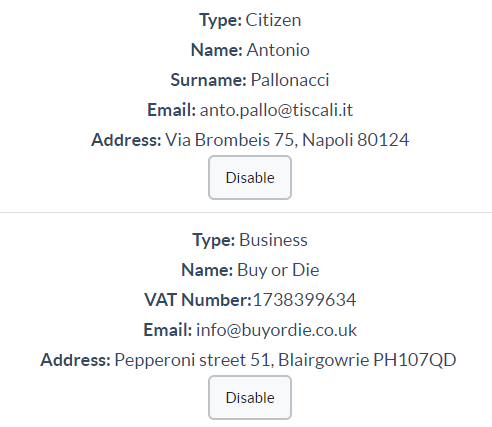 Type: Citizen
Name: Antonio
Surname: Pallonacci
Email: anto.pallo@tiscali.it
Address: Via Brombeis 75, Napoli 80124
Disable
Type: Business
Name: Buy or Die
VAT Number:1738399634
Email: info@buyordie.co.uk
Address: Pepperoni street 51, Blairgowrie PH107QD
Disable